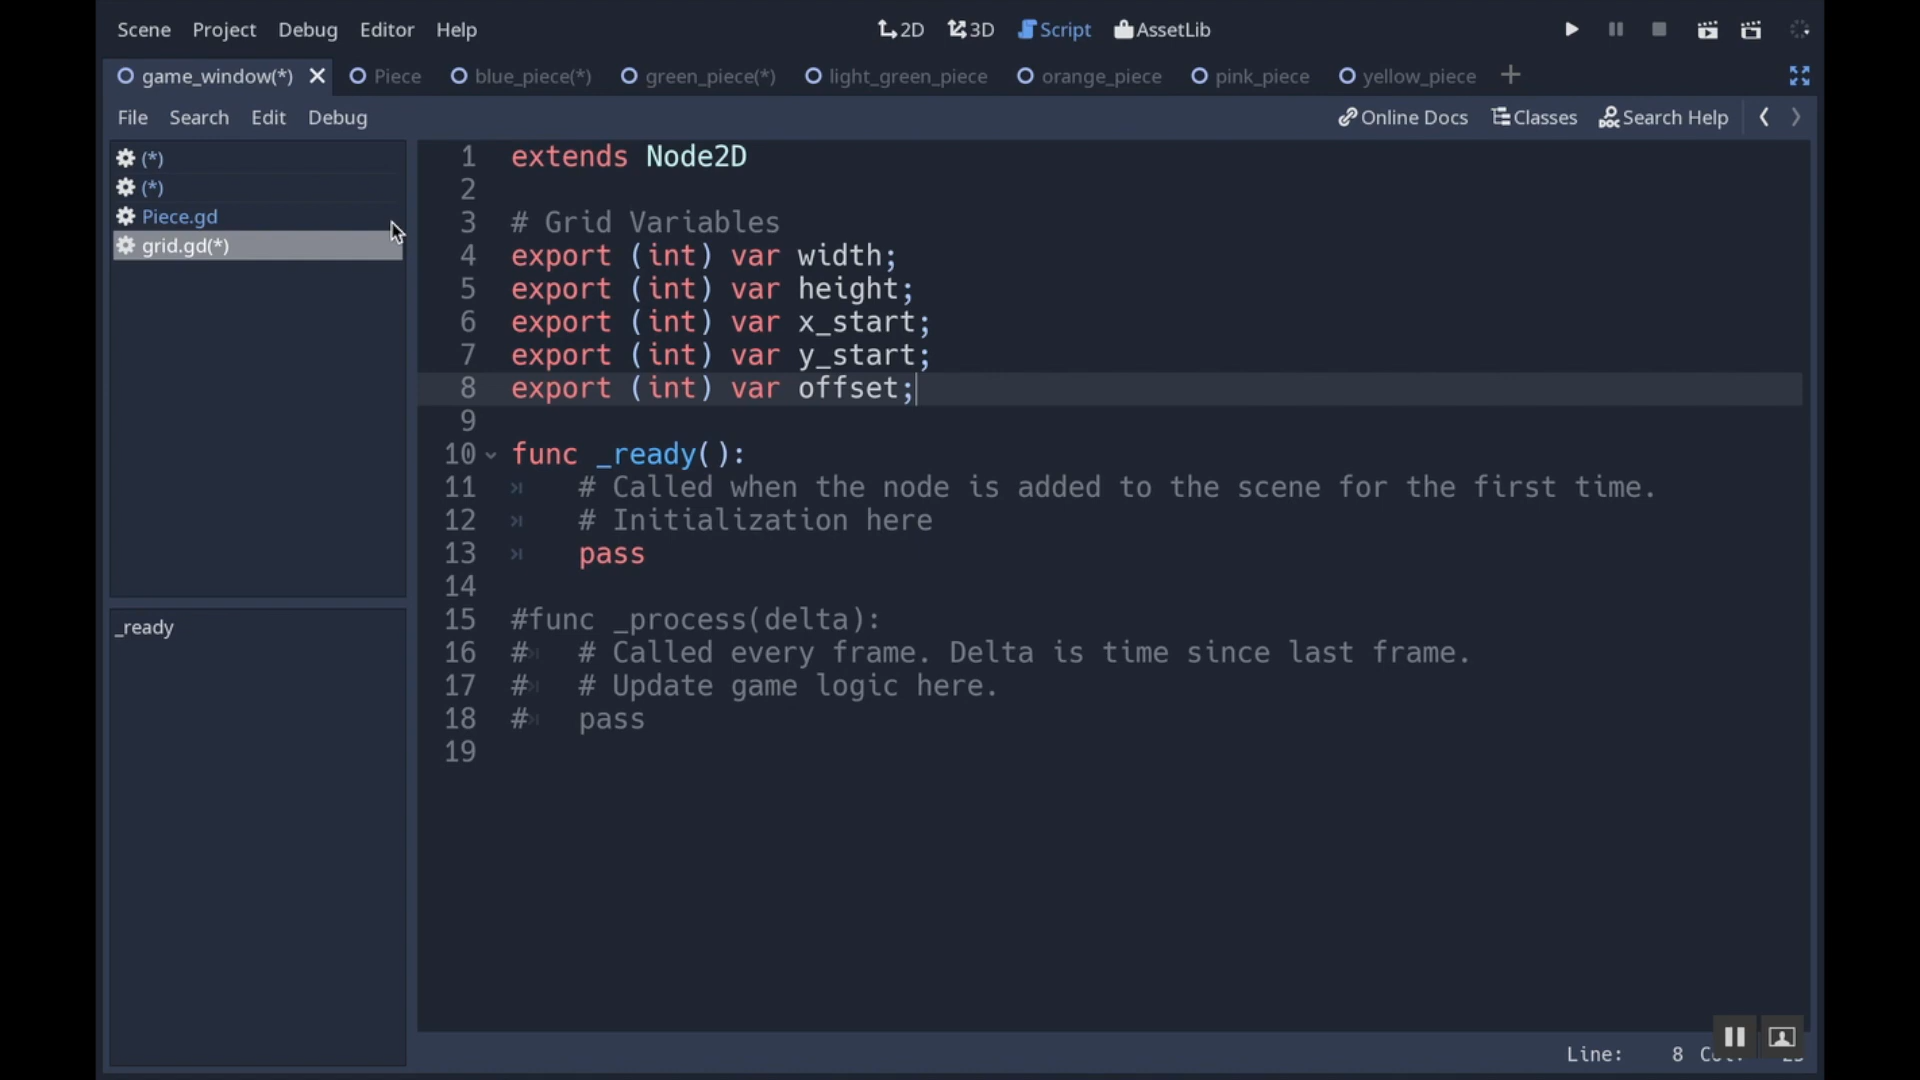 Scene Project Debug Editor Help 2D 3D Script AssetLib
game_window(*) Piece blue_piece(*) green_piece(*) light_green_piece orange_piece pink_piece yellow_piece
File Search Edit Debug Online Docs Classes Search Help
(*)
(*)
Piece.gd
grid.gd(*)
_ready
1 extends Node2D
2
3 # Grid Variables
4 export (int) var width;
5 export (int) var height;
6 export (int) var x_start;
7 export (int) var y_start;
8 export (int) var offset;
9
10 func _ready():
11 # Called when the node is added to the scene for the first time.
12 # Initialization here
13 pass
14
15 #func _process(delta):
16 # # Called every frame. Delta is time since last frame.
17 # # Update game logic here.
18 # pass
19
Line: 8